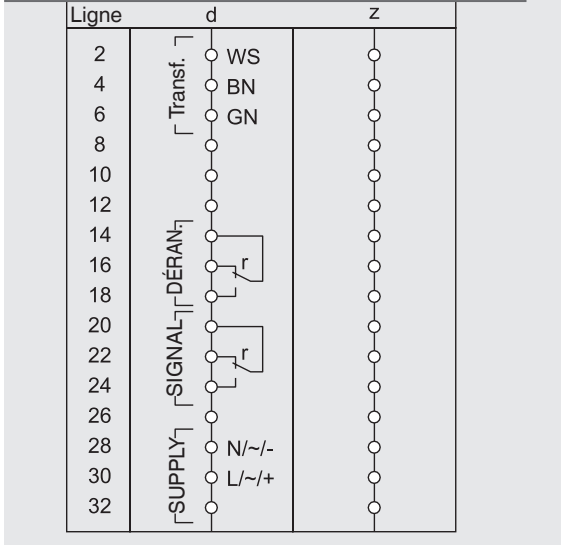 Ligne d z
2 WS
4 BN
6 GN
Transf.
8
10
12
14
16 r
18
DÉRAN.
20
22 r
24
SIGNAL
26
28 N/~/-
30 L/~/+
32
SUPPLY